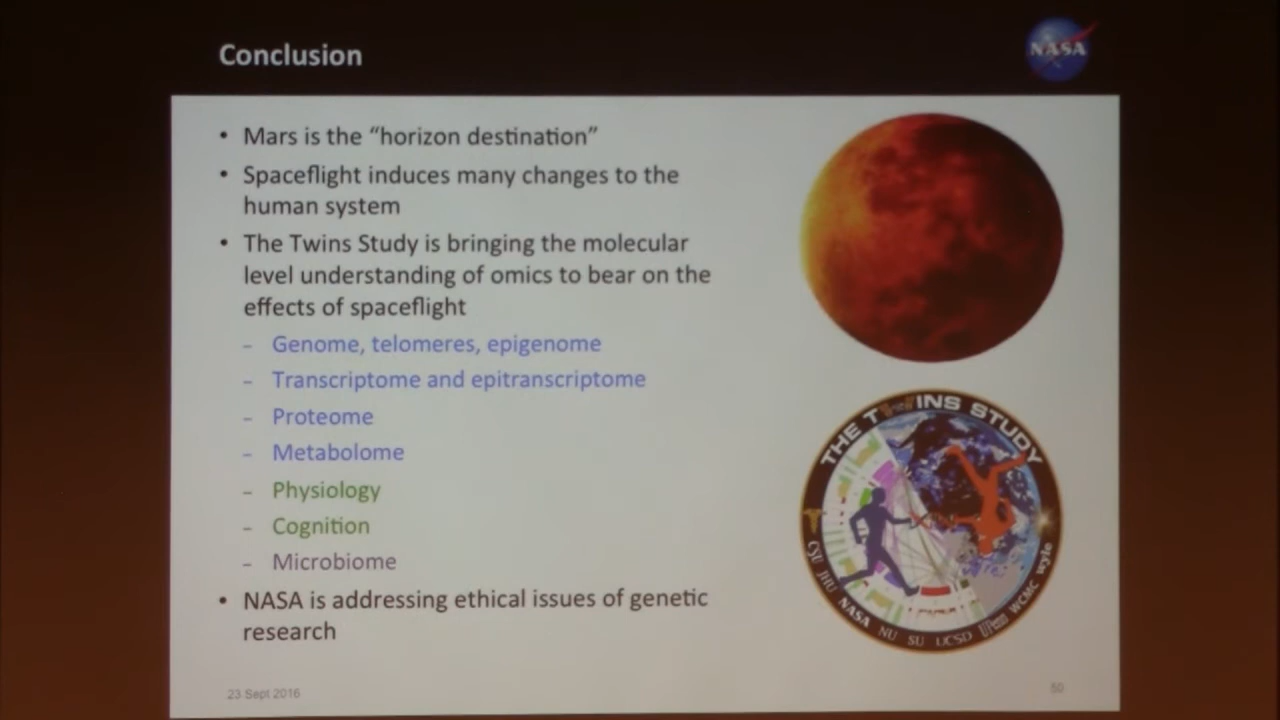 Conclusion
NASA
• Mars is the “horizon destination”
• Spaceflight induces many changes to the
human system
• The Twins Study is bringing the molecular
level understanding of omics to bear on the
effects of spaceflight
– Genome, telomeres, epigenome
– Transcriptome and epitranscriptome
– Proteome
– Metabolome
– Physiology
– Cognition
– Microbiome
• NASA is addressing ethical issues of genetic
research
THE TWINS STUDY
CSU JHU NASA NU SU UCSD UPenn WCMC wyle
23 Sept 2016
50